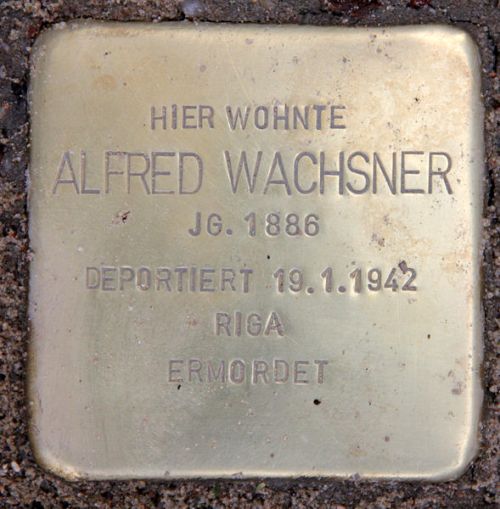 HIER WOHNTE
ALFRED WACHSNER
JG. 1886
DEPORTIERT 19.1.1942
RIGA
ERMORDET